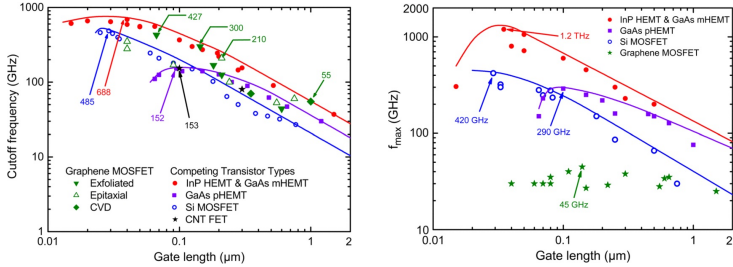 Cutoff frequency (GHz)
1000
100
10
1
0.01
0.1
1
2
Gate length (µm)
427
300
210
55
485
688
152
153
Graphene MOSFET
Exfoliated
Epitaxial
CVD
Competing Transistor Types
InP HEMT & GaAs mHEMT
GaAs pHEMT
Si MOSFET
CNT FET
fmax (GHz)
1000
100
10
0.01
0.1
1
2
Gate length (µm)
InP HEMT & GaAs mHEMT
GaAs pHEMT
Si MOSFET
Graphene MOSFET
1.2 THz
420 GHz
290 GHz
45 GHz